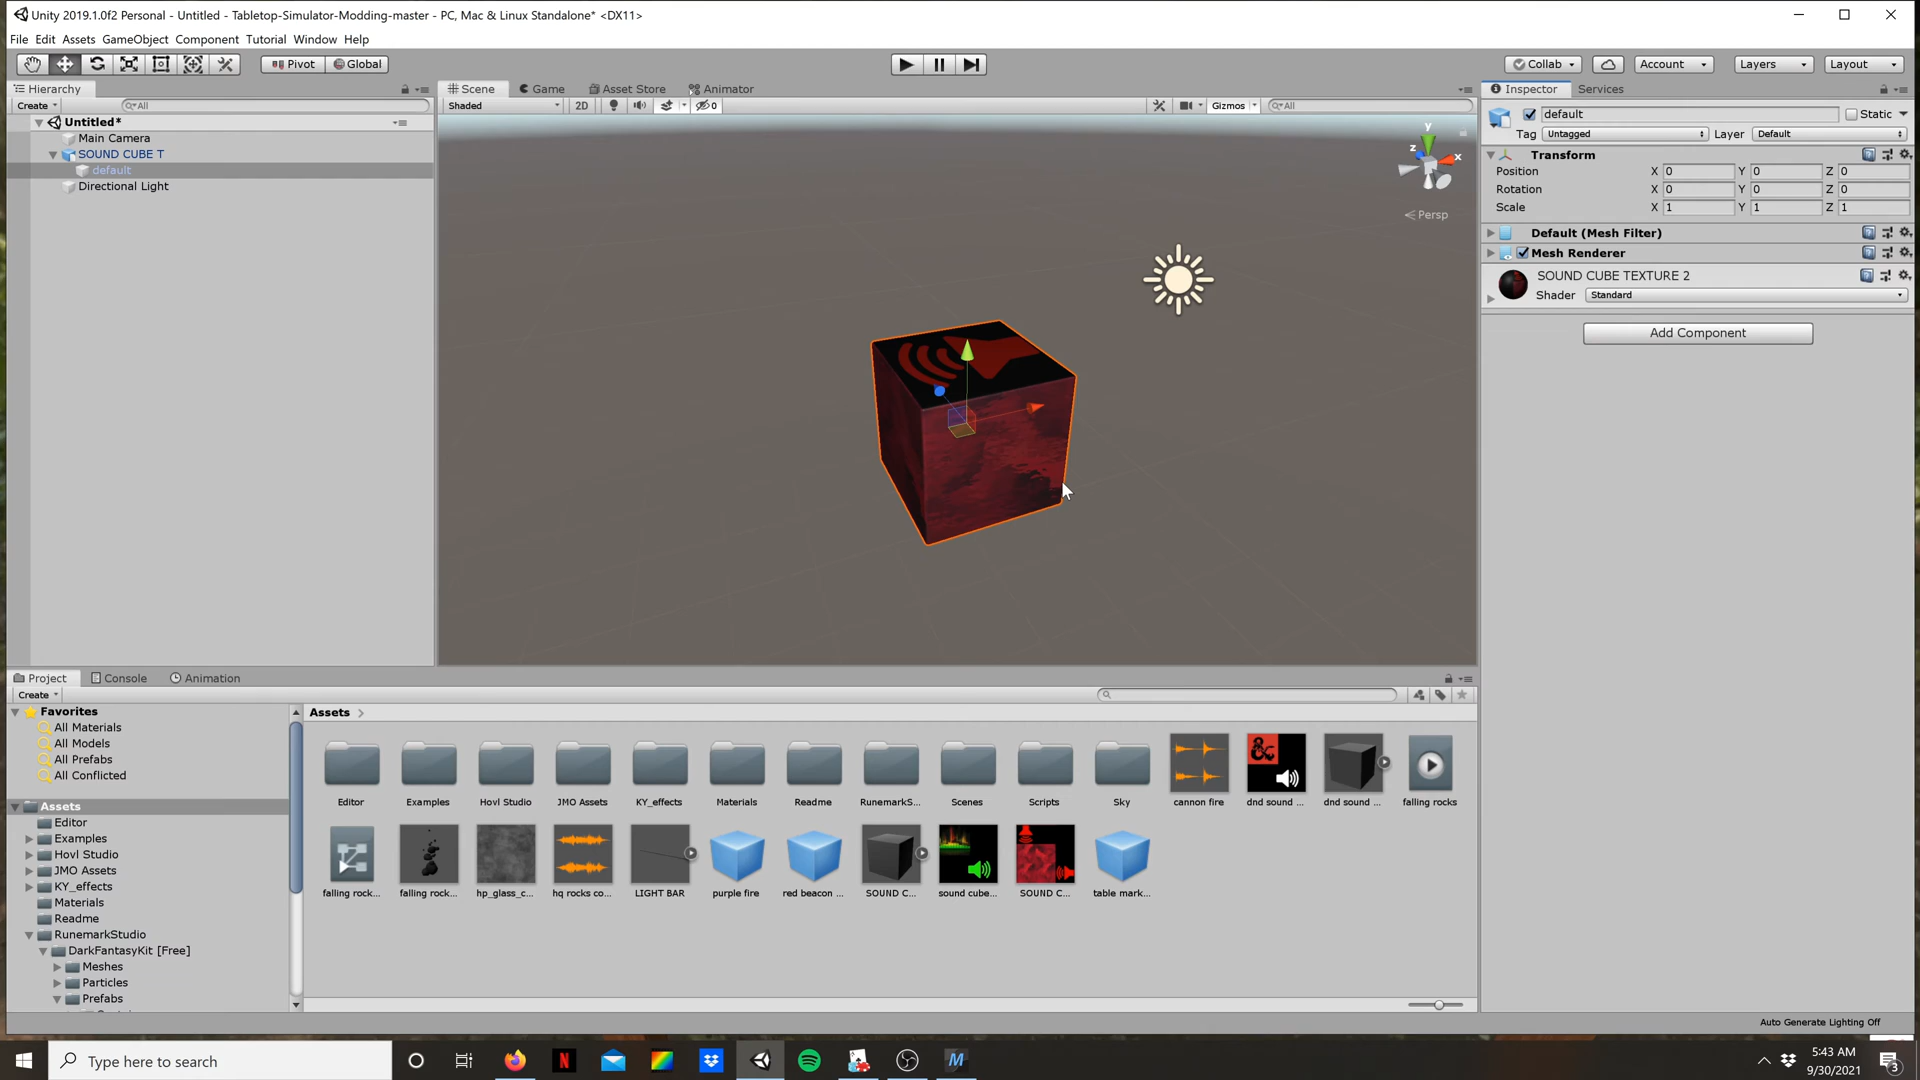 Unity 2019.1.0f2 Personal - Untitled - Tabletop-Simulator-Modding-master - PC, Mac & Linux Standalone* <DX11>
File Edit Assets GameObject Component Tutorial Window Help
Pivot Global Collab Account Layers Layout
Hierarchy
Create All
Untitled*
Main Camera
SOUND CUBE T
default
Directional Light
Scene Game Asset Store Animator
Shaded 2D 0 Gizmos All
y
z
x
Persp
Inspector Services
default Static
Tag Untagged Layer Default
Transform
Position X 0 Y 0 Z 0
Rotation X 0 Y 0 Z 0
Scale X 1 Y 1 Z 1
Default (Mesh Filter)
Mesh Renderer
SOUND CUBE TEXTURE 2
Shader Standard
Add Component
Project Console Animation
Create
Favorites
All Materials
All Models
All Prefabs
All Conflicted
Assets
Editor
Examples
Hovl Studio
JMO Assets
KY_effects
Materials
Readme
RunemarkStudio
DarkFantasyKit [Free]
Meshes
Particles
Prefabs
Assets
Editor Examples Hovl Studio JMO Assets KY_effects Materials Readme RunemarkS... Scenes Scripts Sky cannon fire dnd sound ... dnd sound ... falling rocks
falling rock... falling rock... hp_glass_c... hq rocks co... LIGHT BAR purple fire red beacon ... SOUND C... sound cube... SOUND C... table mark...
Auto Generate Lighting Off
Type here to search
5:43 AM
9/30/2021
3